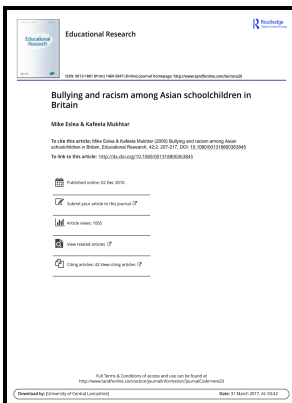 Educational
Research
Educational Research
Routledge
ISSN: 0013-1881 (Print) 1469-5847 (Online) Journal homepage: http://www.tandfonline.com/loi/rere20
Bullying and racism among Asian schoolchildren in
Britain
Mike Eslea & Kafeela Mukhtar
To cite this article: Mike Eslea & Kafeela Mukhtar (2000) Bullying and racism among Asian
schoolchildren in Britain, Educational Research, 42:2, 207-217, DOI: 10.1080/001318800363845
To link to this article: http://dx.doi.org/10.1080/001318800363845
Published online: 02 Dec 2010.
Submit your article to this journal
Article views: 1065
View related articles
Citing articles: 43 View citing articles
Full Terms & Conditions of access and use can be found at
http://www.tandfonline.com/action/journalInformation?journalCode=rere20
Download by: [University of Central Lancashire]
Date: 31 March 2017, At: 03:42